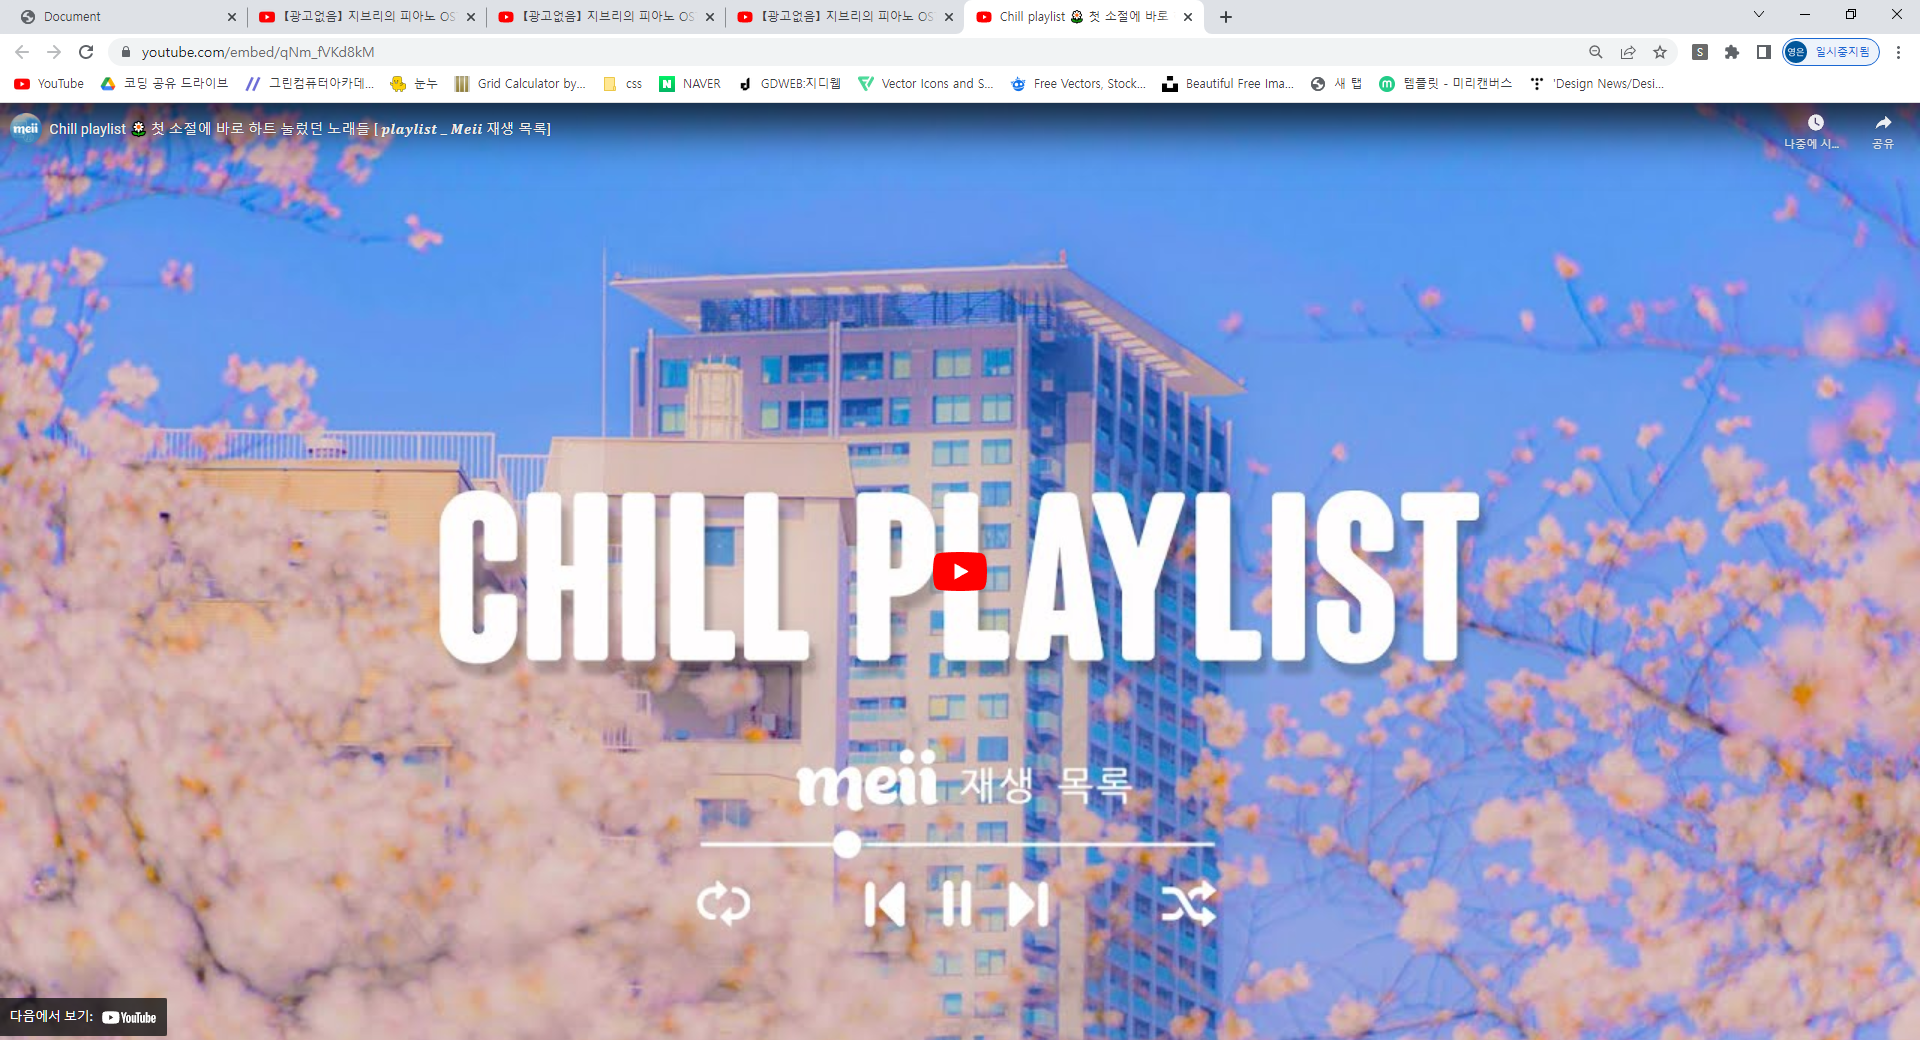 Document
【광고없음】 지브리의 피아노 OS
【광고없음】 지브리의 피아노 OS
【광고없음】 지브리의 피아노 OS
Chill playlist 🌼 첫 소절에 바로
youtube.com/embed/qNm_fVKd8kM
S
영은
일시중지됨
YouTube
코딩 공유 드라이브
그린컴퓨터아카데...
눈누
Grid Calculator by...
css
NAVER
GDWEB:지디웹
Vector Icons and S...
Free Vectors, Stock...
Beautiful Free Ima...
새 탭
템플릿 - 미리캔버스
'Design News/Desi...
meii
Chill playlist 🌼 첫 소절에 바로 하트 눌렀던 노래들 [ playlist _ Meii 재생 목록]
나중에 시...
공유
CHILL PLAYLIST
meii 재생 목록
다음에서 보기: YouTube